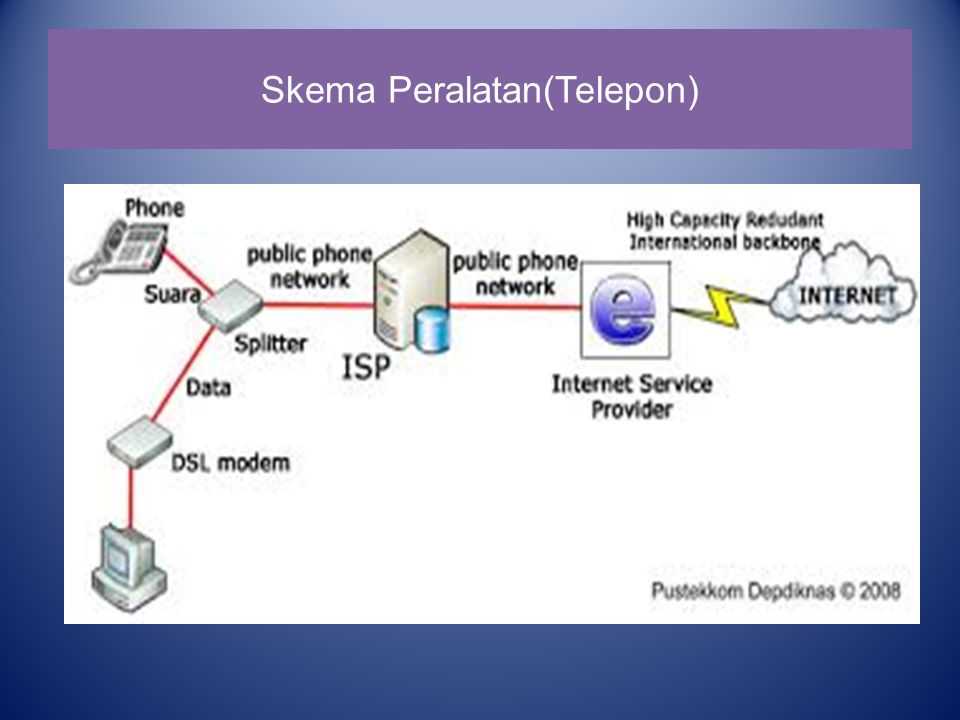 Skema Peralatan(Telepon)
Phone
High Capacity Redudant
International backbone
public phone
network
public phone
network
Suara
INTERNET
Splitter
ISP
Data
Internet Service
Provider
DSL modem
Pustekkom Depdiknas © 2008